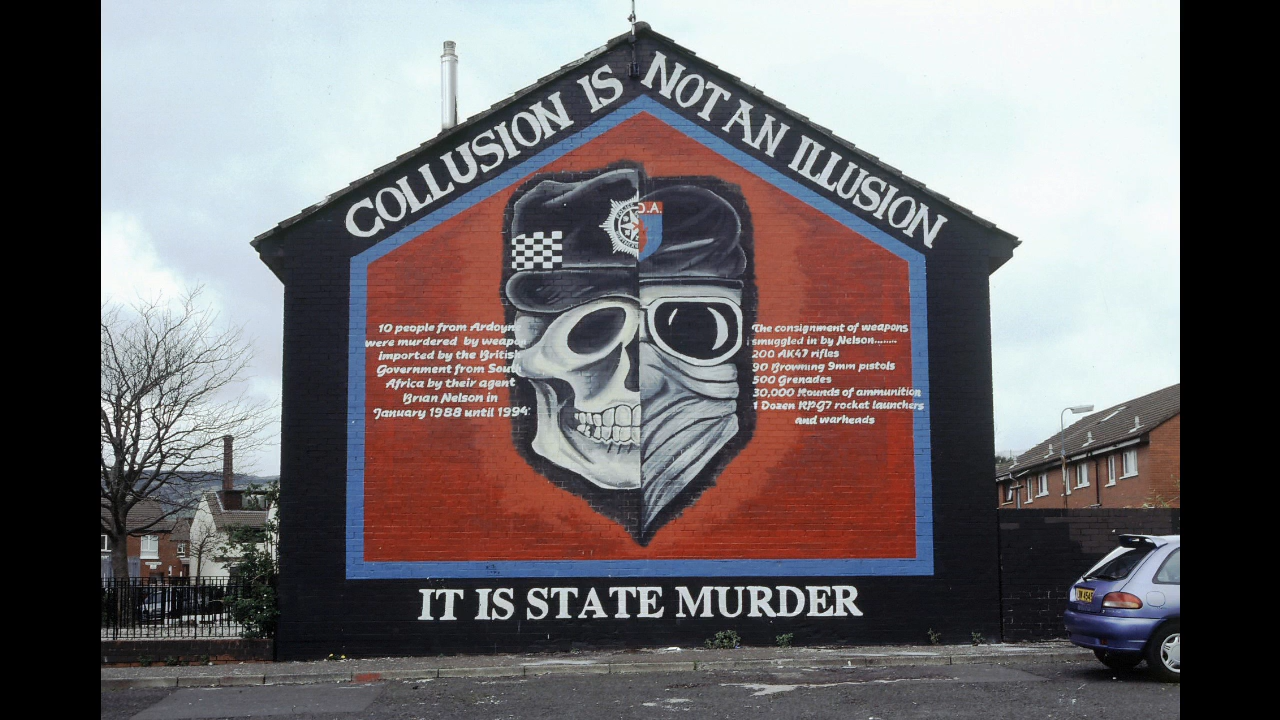 COLLUSION IS NOT AN ILLUSION
U.D.A.
10 people from Ardoyne
were murdered by weapons
imported by the British
Government from South
Africa by their agent
Brian Nelson in
January 1988 until 1994:
The consignment of weapons
smuggled in by Nelson.......
200 AK47 rifles
90 Browning 9mm pistols
500 Grenades
30,000 Rounds of ammunition
1 Dozen RPG7 rocket launchers
and warheads
IT IS STATE MURDER